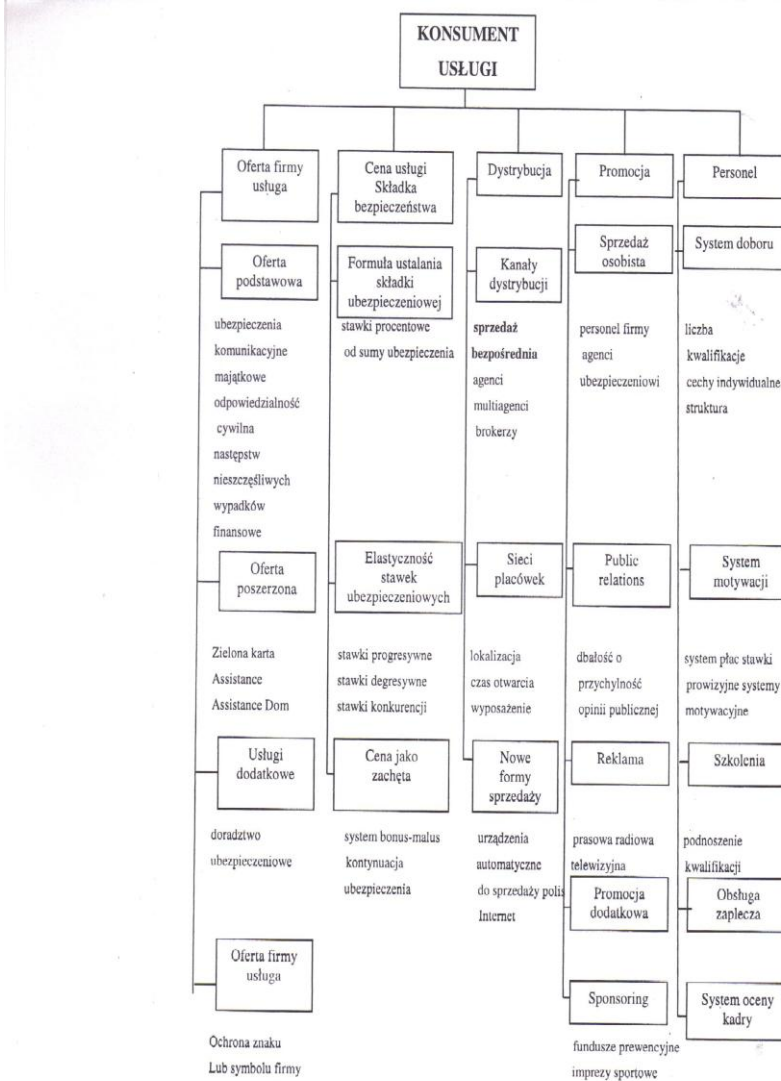 KONSUMENT
USŁUGI
Oferta firmy
usługa
Oferta
podstawowa
ubezpieczenia
komunikacyjne
majątkowe
odpowiedzialność
cywilna
następstw
nieszczęśliwych
wypadków
finansowe
Oferta
poszerzona
Zielona karta
Assistance
Assistance Dom
Usługi
dodatkowe
doradztwo
ubezpieczeniowe
Oferta firmy
usługa
Ochrona znaku
Lub symbolu firmy
Cena usługi
Składka
bezpieczeństwa
Formuła ustalania
składki
ubezpieczeniowej
stawki procentowe
od sumy ubezpieczenia
Elastyczność
stawek
ubezpieczeniowych
stawki progresywne
stawki degresywne
stawki konkurencji
Cena jako
zachęta
system bonus-malus
kontynuacja
ubezpieczenia
Dystrybucja
Kanały
dystrybucji
sprzedaż
bezpośrednia
agenci
multiagenci
brokerzy
Sieci
placówek
lokalizacja
czas otwarcia
wyposażenie
Nowe
formy
sprzedaży
urządzenia
automatyczne
do sprzedaży polis
Internet
Promocja
Sprzedaż
osobista
personel firmy
agenci
ubezpieczeniowi
Public
relations
dbałość o
przychylność
opinii publicznej
Reklama
prasowa radiowa
telewizyjna
Promocja
dodatkowa
Sponsoring
fundusze prewencyjne
imprezy sportowe
Personel
System doboru
liczba
kwalifikacje
cechy indywidualne
struktura
System
motywacji
system płac stawki
prowizyjne systemy
motywacyjne
Szkolenia
podnoszenie
kwalifikacji
Obsługa
zaplecza
System oceny
kadry